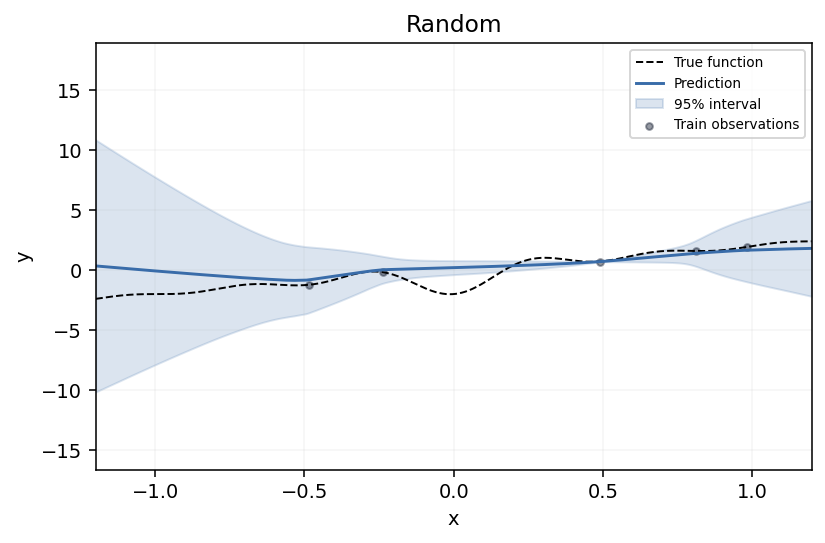 Random
True function
Prediction
95% interval
Train observations
y
15
10
5
0
−5
−10
−15
−1.0
−0.5
0.0
0.5
1.0
x